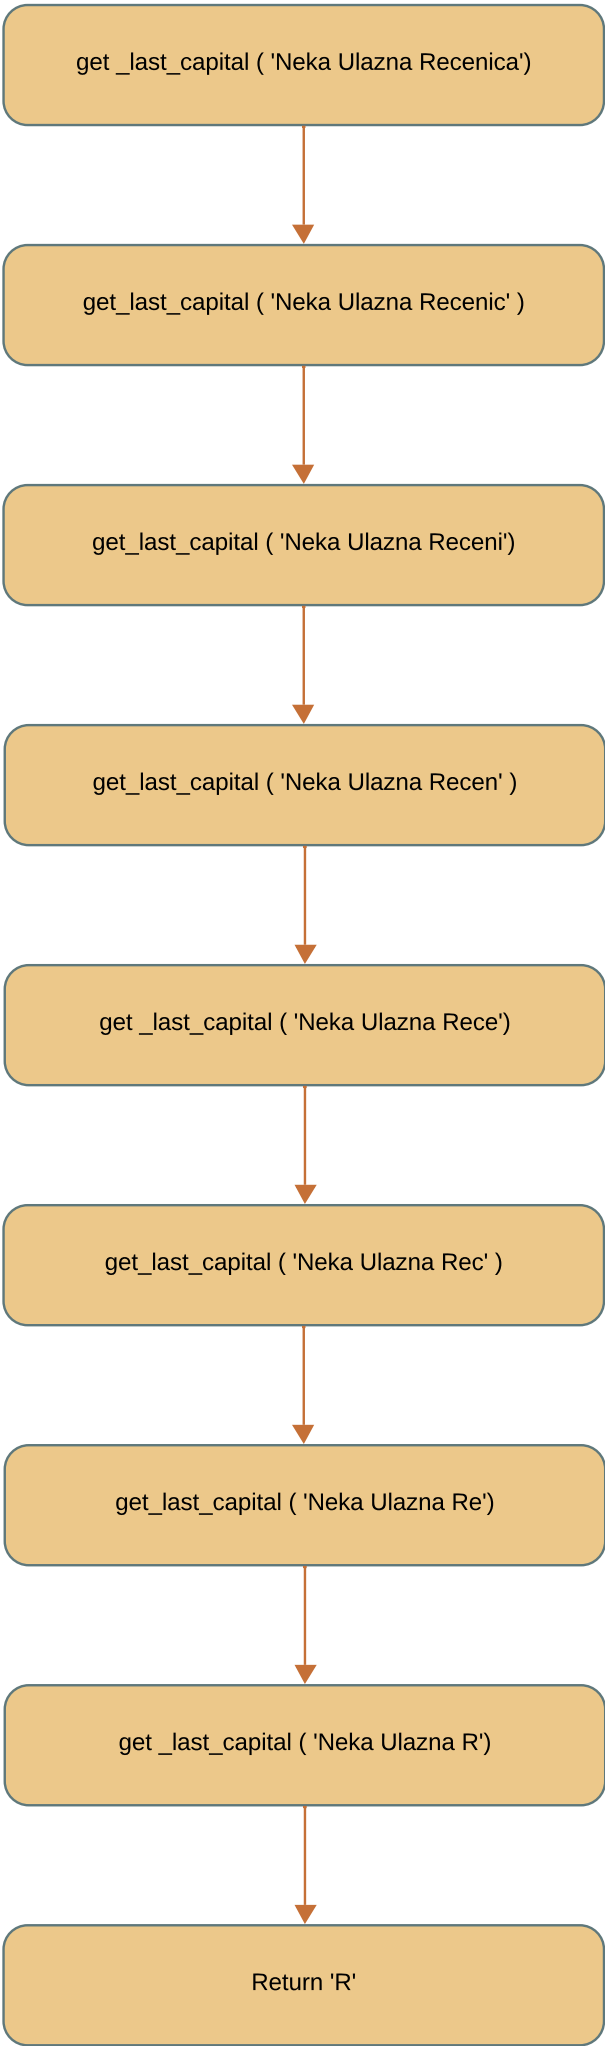 get _last_capital ( 'Neka Ulazna Recenica')
get_last_capital ( 'Neka Ulazna Recenic' )
get_last_capital ( 'Neka Ulazna Receni')
get_last_capital ( 'Neka Ulazna Recen' )
get _last_capital ( 'Neka Ulazna Rece')
get_last_capital ( 'Neka Ulazna Rec' )
get_last_capital ( 'Neka Ulazna Re')
get _last_capital ( 'Neka Ulazna R')
Return 'R'